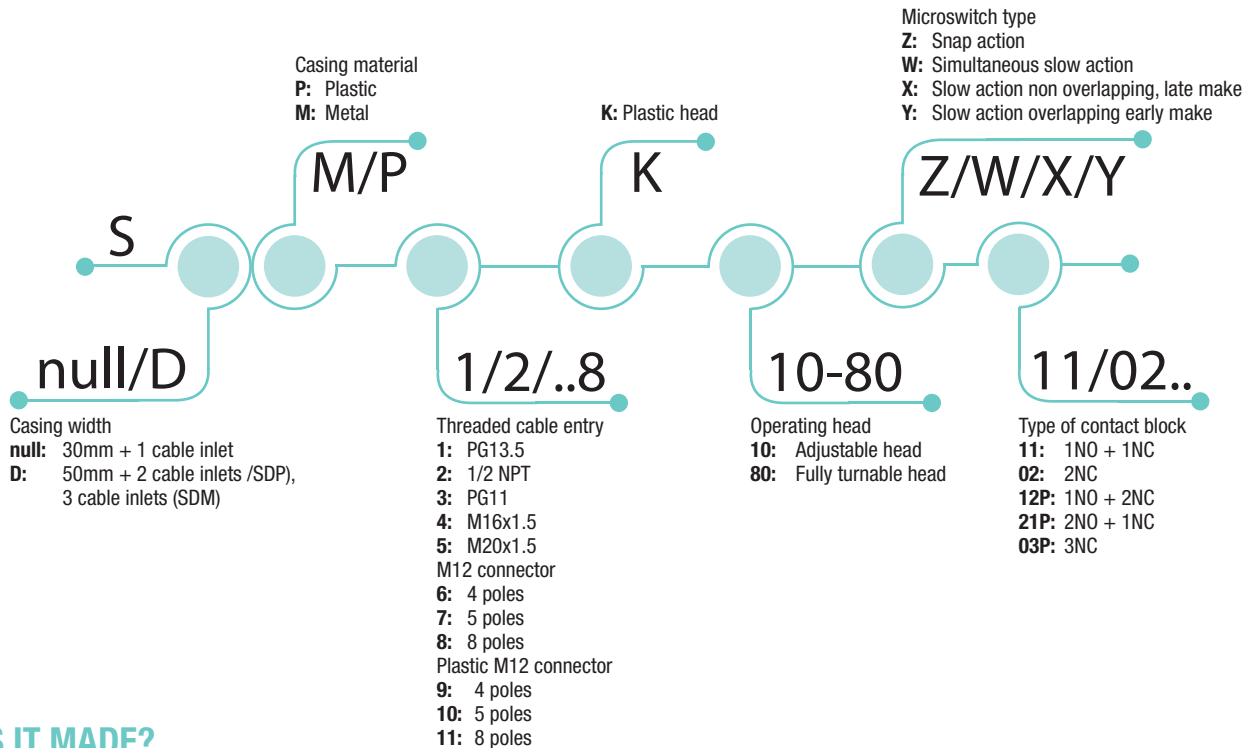 Microswitch type
Z: Snap action
W: Simultaneous slow action
X: Slow action non overlapping, late make
Y: Slow action overlapping early make
Casing material
P: Plastic
M: Metal
K: Plastic head
S
M/P
K
Z/W/X/Y
null/D
1/2/..8
10-80
11/02..
Casing width
null: 30mm + 1 cable inlet
D: 50mm + 2 cable inlets /SDP),
3 cable inlets (SDM)
Threaded cable entry
1: PG13.5
2: 1/2 NPT
3: PG11
4: M16x1.5
5: M20x1.5
M12 connector
6: 4 poles
7: 5 poles
8: 8 poles
Plastic M12 connector
9: 4 poles
10: 5 poles
11: 8 poles
Operating head
10: Adjustable head
80: Fully turnable head
Type of contact block
11: 1NO + 1NC
02: 2NC
12P: 1NO + 2NC
21P: 2NO + 1NC
03P: 3NC
S IT MADE?